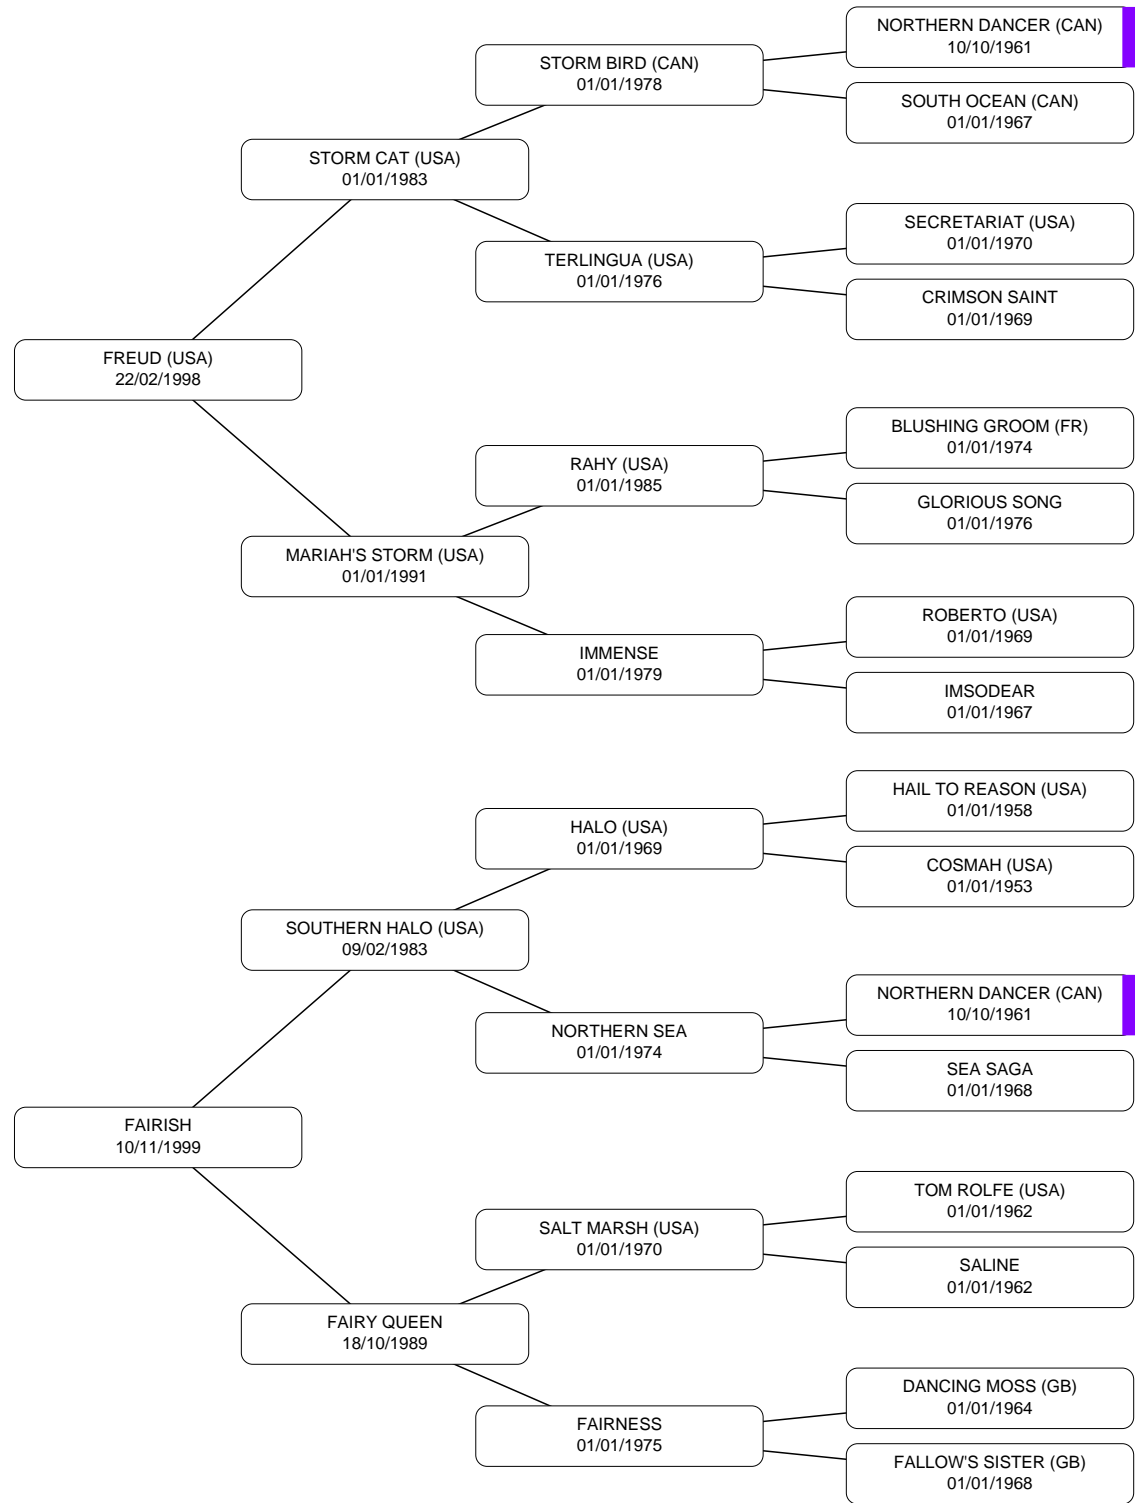 NORTHERN DANCER (CAN)
10/10/1961
STORM BIRD (CAN)
01/01/1978
SOUTH OCEAN (CAN)
01/01/1967
STORM CAT (USA)
01/01/1983
SECRETARIAT (USA)
01/01/1970
TERLINGUA (USA)
01/01/1976
CRIMSON SAINT
01/01/1969
FREUD (USA)
22/02/1998
BLUSHING GROOM (FR)
01/01/1974
RAHY (USA)
01/01/1985
GLORIOUS SONG
01/01/1976
MARIAH'S STORM (USA)
01/01/1991
ROBERTO (USA)
01/01/1969
IMMENSE
01/01/1979
IMSODEAR
01/01/1967
HAIL TO REASON (USA)
01/01/1958
HALO (USA)
01/01/1969
COSMAH (USA)
01/01/1953
SOUTHERN HALO (USA)
09/02/1983
NORTHERN DANCER (CAN)
10/10/1961
NORTHERN SEA
01/01/1974
SEA SAGA
01/01/1968
FAIRISH
10/11/1999
TOM ROLFE (USA)
01/01/1962
SALT MARSH (USA)
01/01/1970
SALINE
01/01/1962
FAIRY QUEEN
18/10/1989
DANCING MOSS (GB)
01/01/1964
FAIRNESS
01/01/1975
FALLOW'S SISTER (GB)
01/01/1968